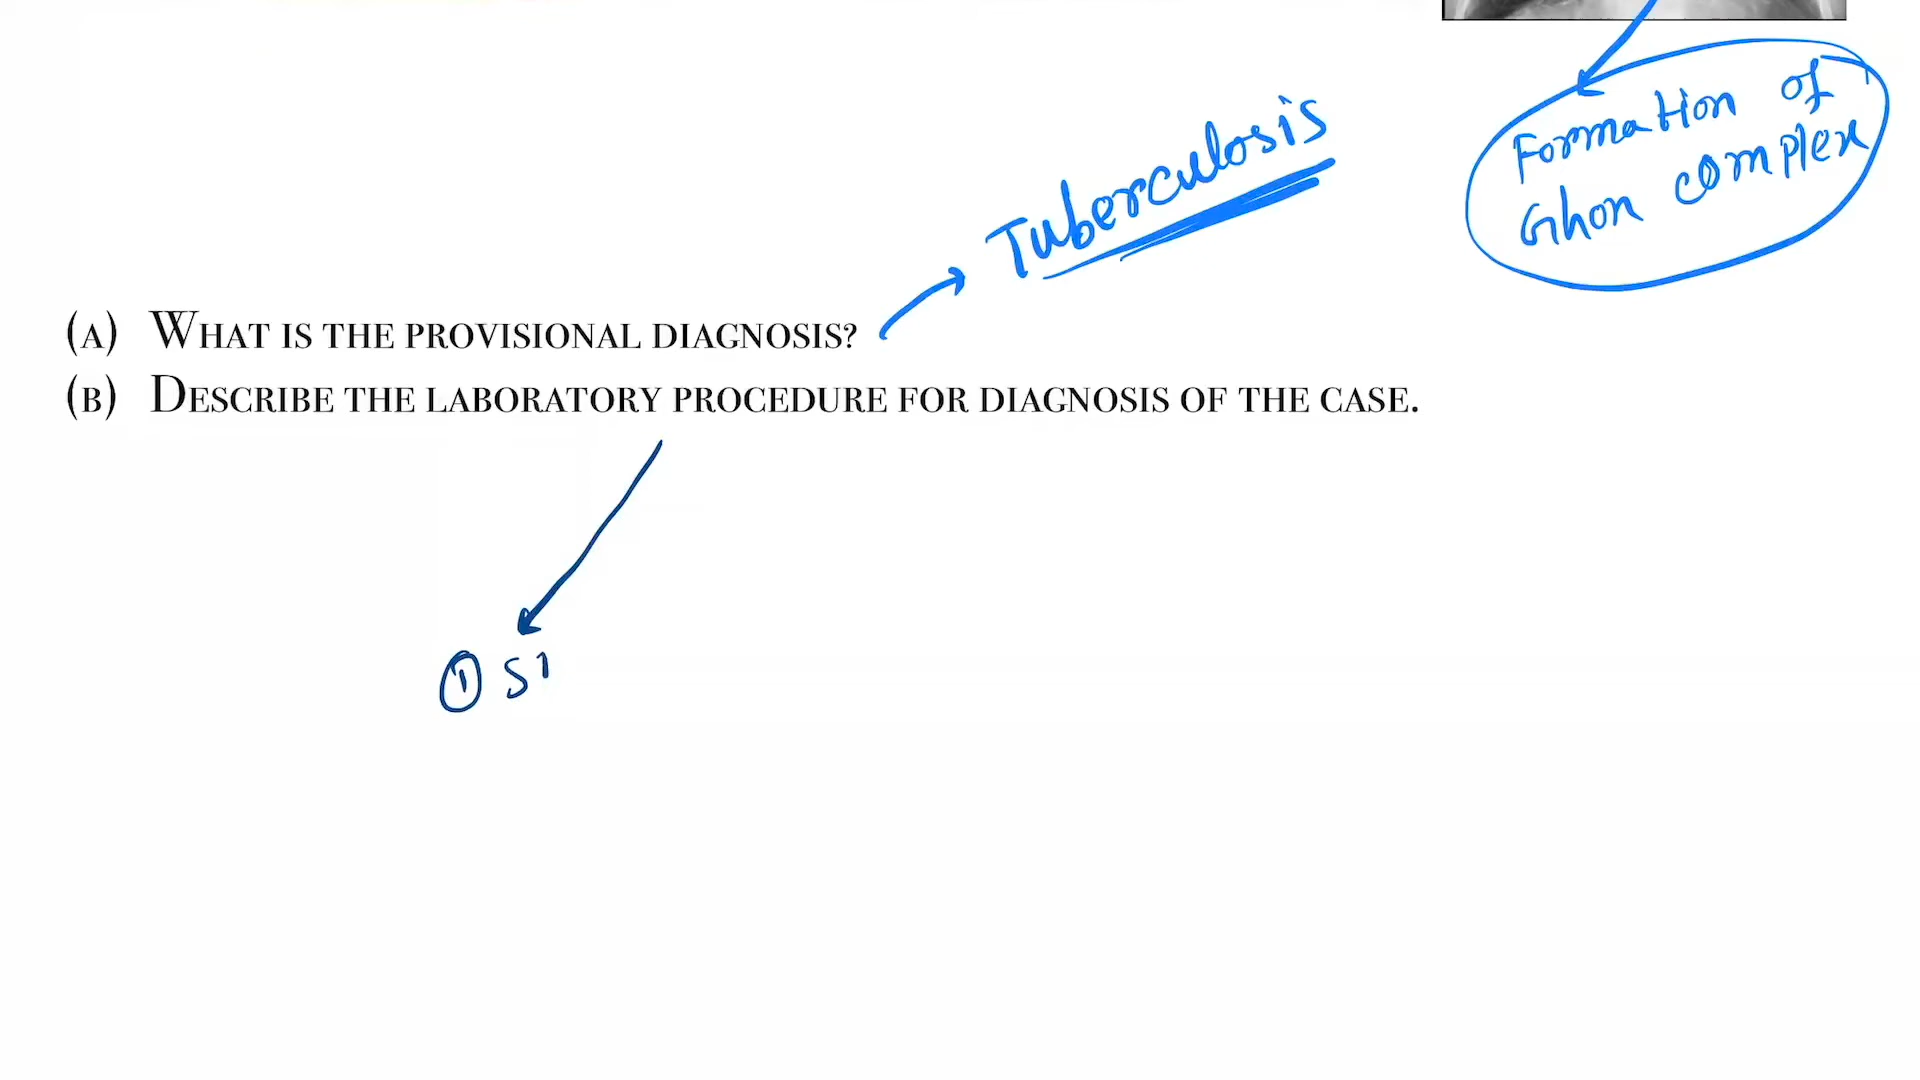 Formation of
Ghon complex
Tuberculosis
(A) WHAT IS THE PROVISIONAL DIAGNOSIS?
(B) DESCRIBE THE LABORATORY PROCEDURE FOR DIAGNOSIS OF THE CASE.
① S